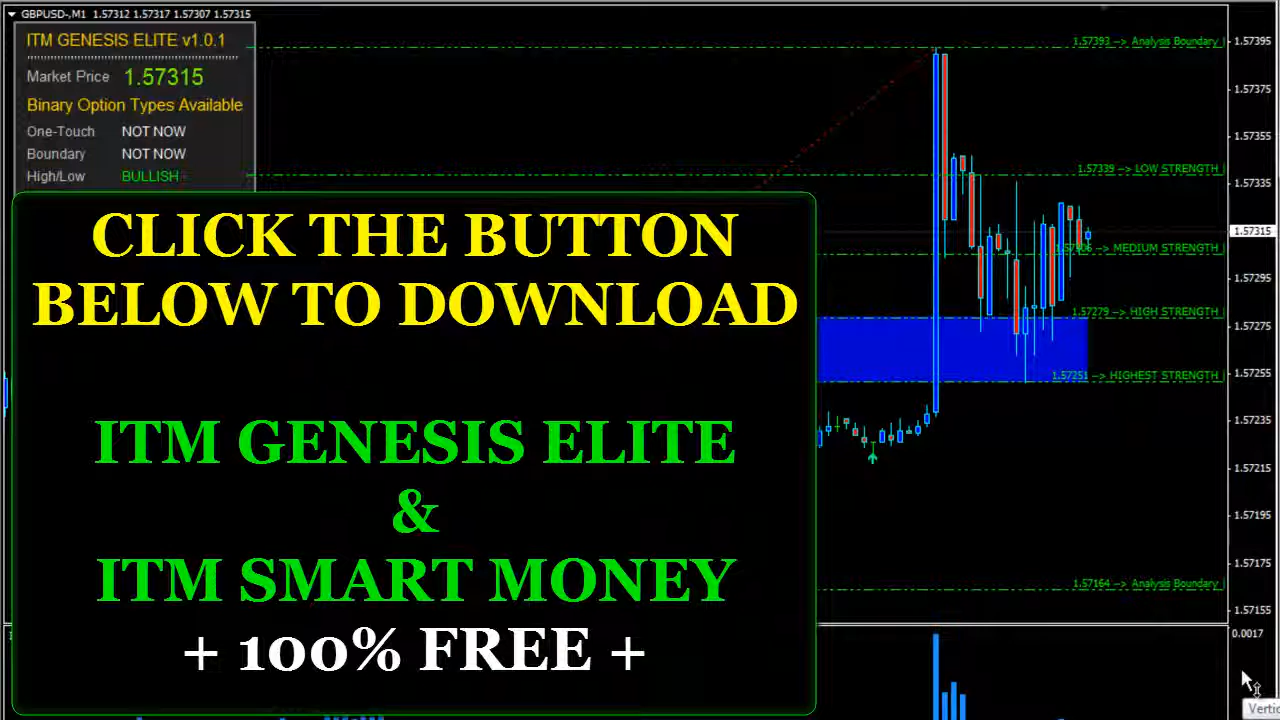 GBPUSD-,M1 1.57312 1.57317 1.57307 1.57315
ITM GENESIS ELITE v1.0.1
Market Price 1.57315
Binary Option Types Available
One-Touch NOT NOW
Boundary NOT NOW
High/Low BULLISH
CLICK THE BUTTON
BELOW TO DOWNLOAD
ITM GENESIS ELITE
&
ITM SMART MONEY
+ 100% FREE +
1.57393 --> Analysis Boundary |
1.57339 --> LOW STRENGTH |
--> MEDIUM STRENGTH |
1.57279 --> HIGH STRENGTH |
1.57251 --> HIGHEST STRENGTH |
1.57164 --> Analysis Boundary |
1.57395
1.57375
1.57355
1.57335
1.57315
1.57295
1.57275
1.57255
1.57235
1.57215
1.57195
1.57175
1.57155
0.0017